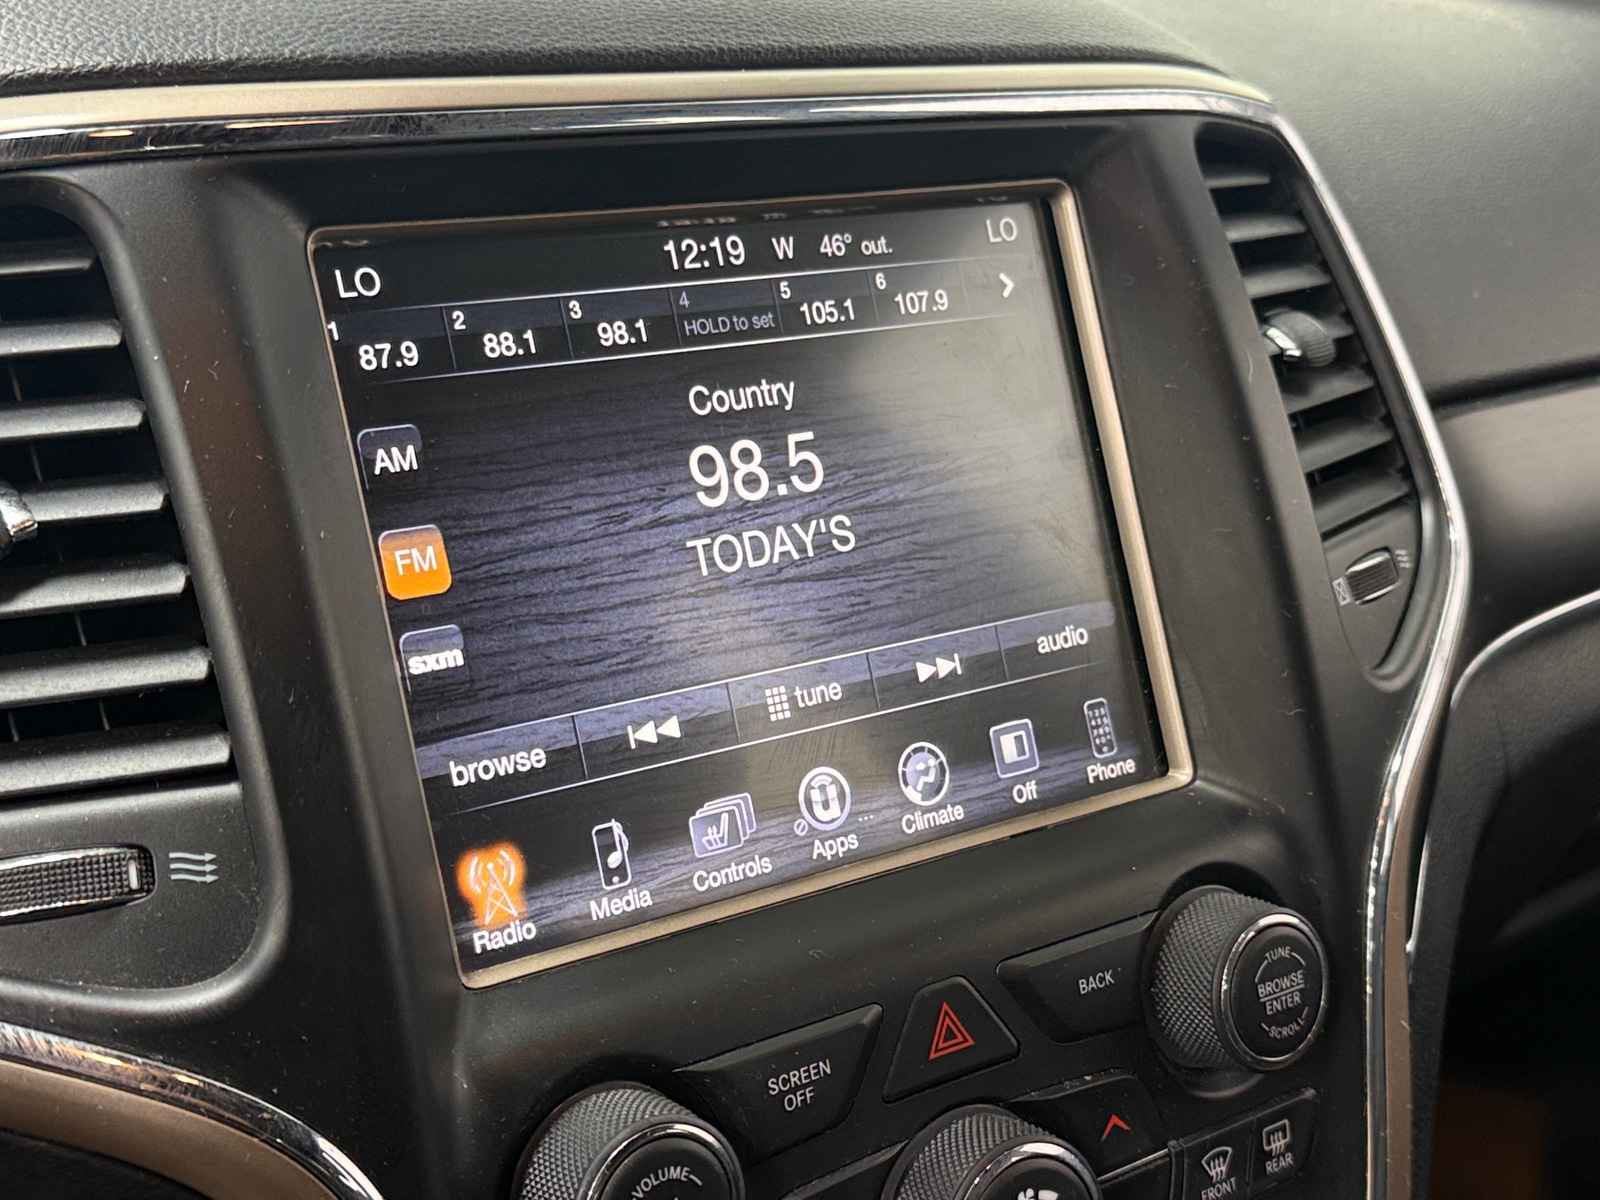 LO 12:19 W 46° out. LO
1 87.9 2 88.1 3 98.1 4 HOLD to set 5 105.1 6 107.9
Country
AM
98.5
FM
TODAY'S
sxm
browse tune audio
Radio Media Controls Apps Climate Off Phone
BACK
TUNE
BROWSE
ENTER
SCROLL
SCREEN
OFF
VOLUME
FRONT
REAR